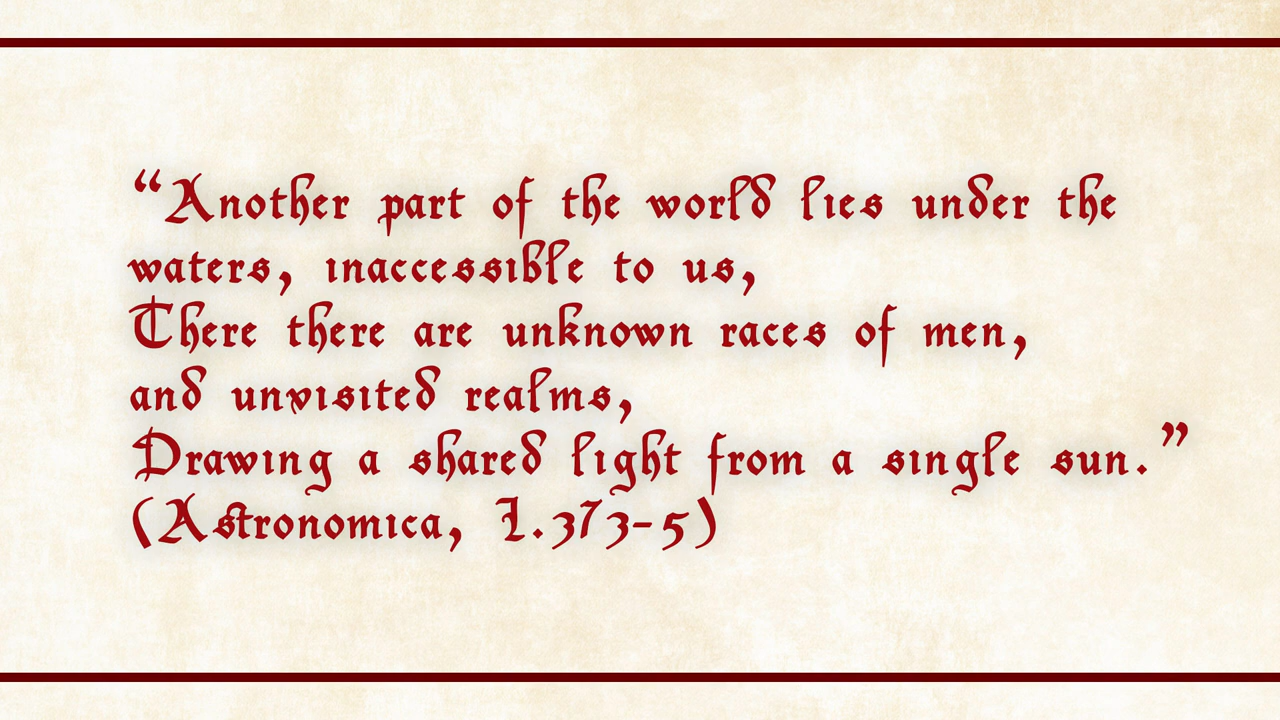 “Another part of the world lies under the
waters, inaccessible to us,
There there are unknown races of men,
and unvisited realms,
Drawing a shared light from a single sun.”
(Astronomica, I.373-5)